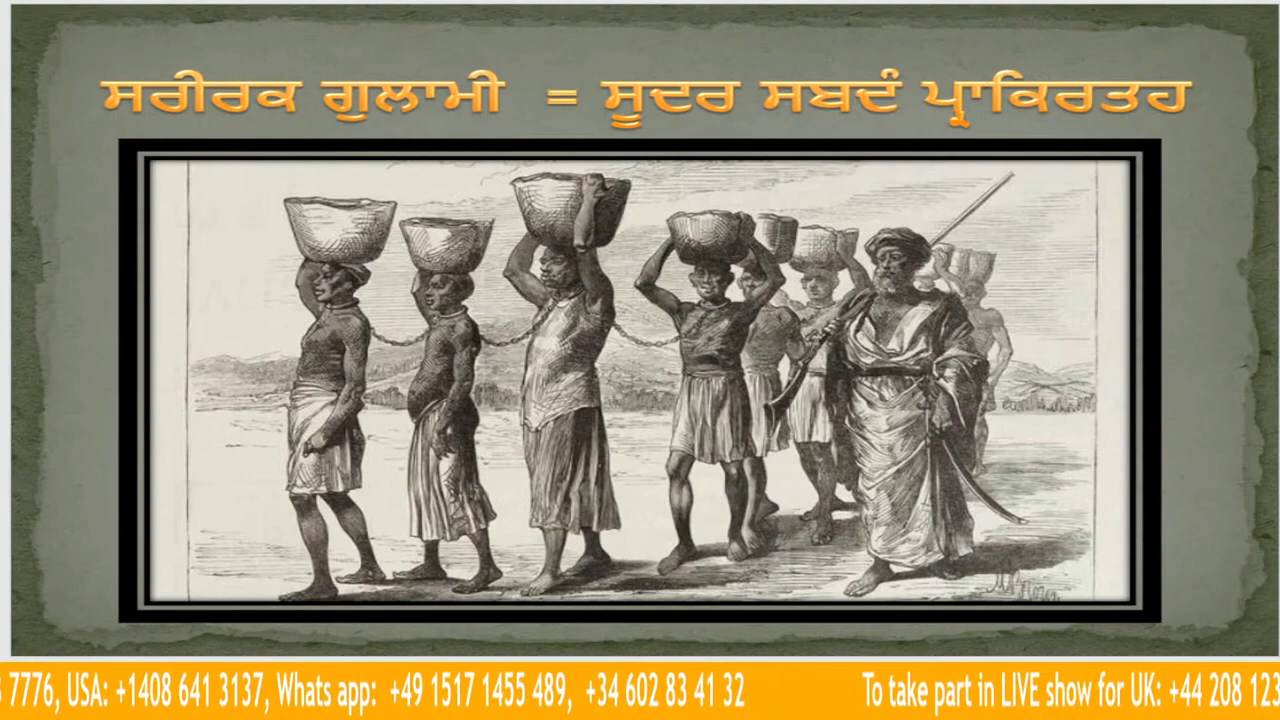 ਸਰੀਰਕ ਗੁਲਾਮੀ = ਸੂਦਰ ਸਬਦੰ ਪ੍ਰਾਕਿਰਤਹ
7776, USA: +1408 641 3137, Whats app: +49 1517 1455 489, +34 602 83 41 32 To take part in LIVE show for UK: +44 208 123